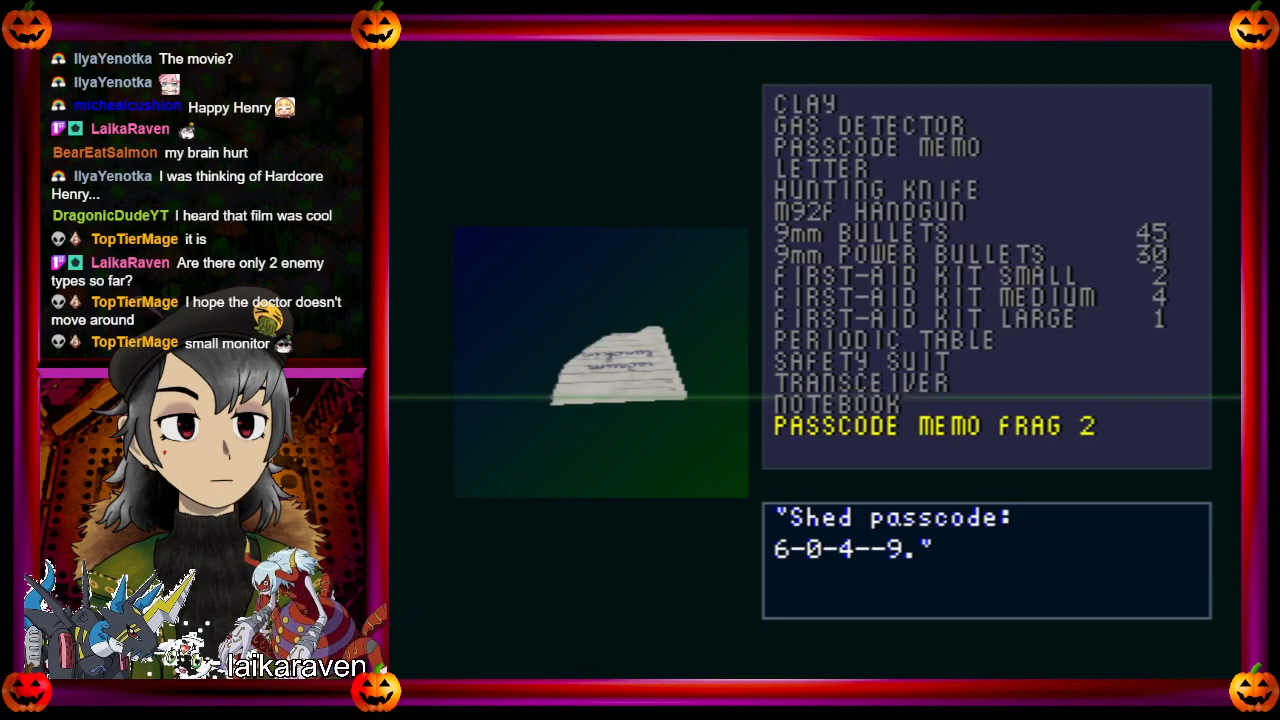 IlyaYenotka The movie?
IlyaYenotka
michealcushion Happy Henry
LaikaRaven
BearEatSalmon my brain hurt
IlyaYenotka I was thinking of Hardcore
Henry...
DragonicDudeYT I heard that film was cool
TopTierMage it is
LaikaRaven Are there only 2 enemy
types so far?
TopTierMage I hope the doctor doesn't
move around
TopTierMage small monitor
laikaraven
CLAY
GAS DETECTOR
PASSCODE MEMO
LETTER
HUNTING KNIFE
M92F HANDGUN
9mm BULLETS 45
9mm POWER BULLETS 30
FIRST-AID KIT SMALL 2
FIRST-AID KIT MEDIUM 4
FIRST-AID KIT LARGE 1
PERIODIC TABLE
SAFETY SUIT
TRANSCEIVER
NOTEBOOK
PASSCODE MEMO FRAG 2
"Shed passcode:
6-0-4--9."